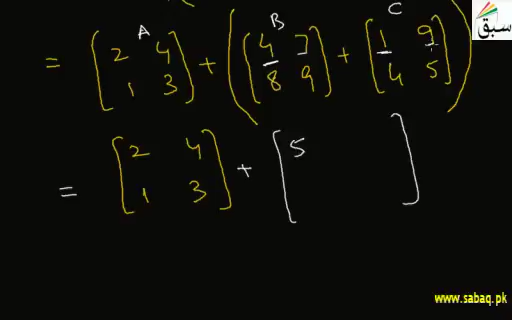 سبق
A B C
= [2 4; 1 3] + ([4 7; 8 9] + [1 9; 4 5])
= [2 4; 1 3] + [5
www.sabaq.pk